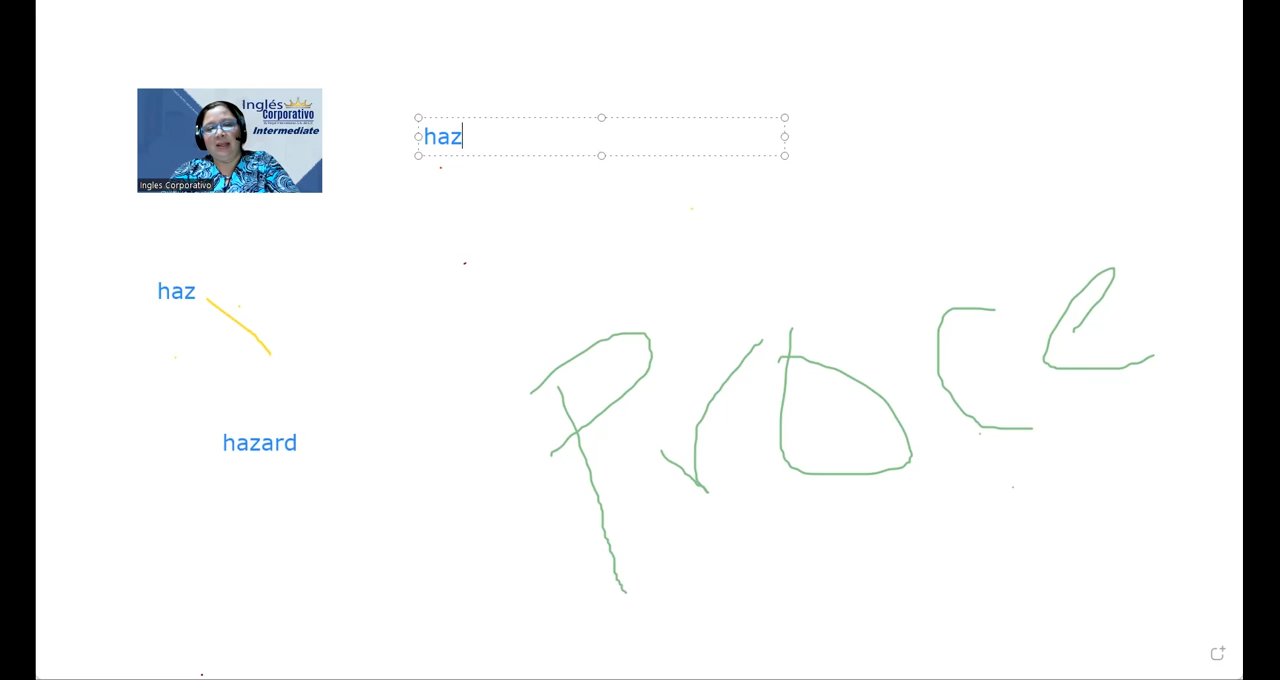 Inglés
Corporativo
Intermediate
Ingles Corporativo
haz
haz
hazard
proce